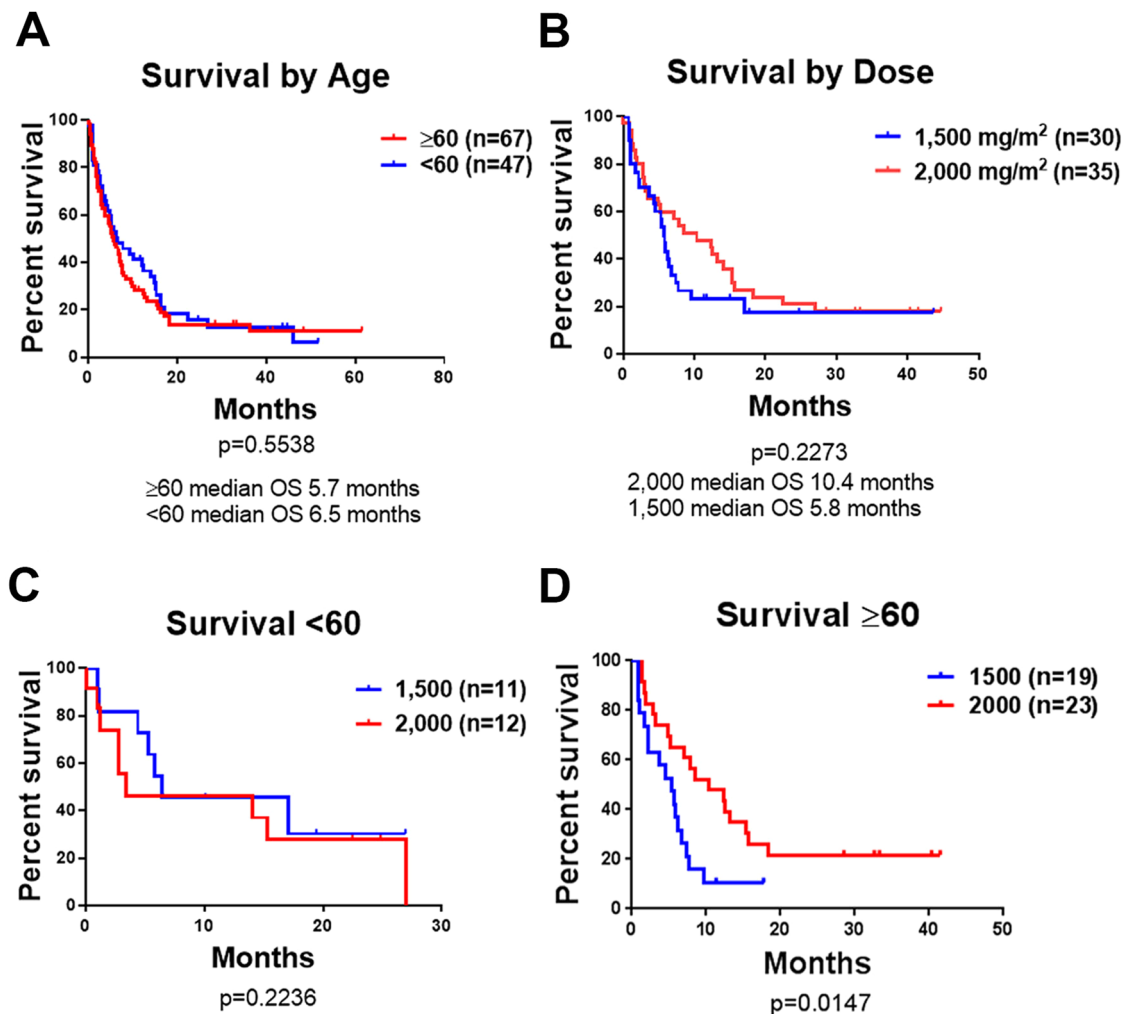 A
Survival by Age
Percent survival
100
80
60
40
20
0
≥60 (n=67)
<60 (n=47)
0 20 40 60 80
Months
p=0.5538
≥60 median OS 5.7 months
<60 median OS 6.5 months
B
Survival by Dose
Percent survival
100
80
60
40
20
0
1,500 mg/m² (n=30)
2,000 mg/m² (n=35)
0 10 20 30 40 50
Months
p=0.2273
2,000 median OS 10.4 months
1,500 median OS 5.8 months
C
Survival <60
Percent survival
100
80
60
40
20
0
1,500 (n=11)
2,000 (n=12)
0 10 20 30
Months
p=0.2236
D
Survival ≥60
Percent survival
100
80
60
40
20
0
1500 (n=19)
2000 (n=23)
0 10 20 30 40 50
Months
p=0.0147